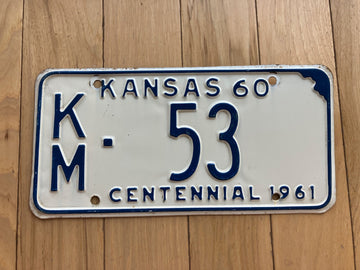 KANSAS 60
KM · 53
CENTENNIAL 1961